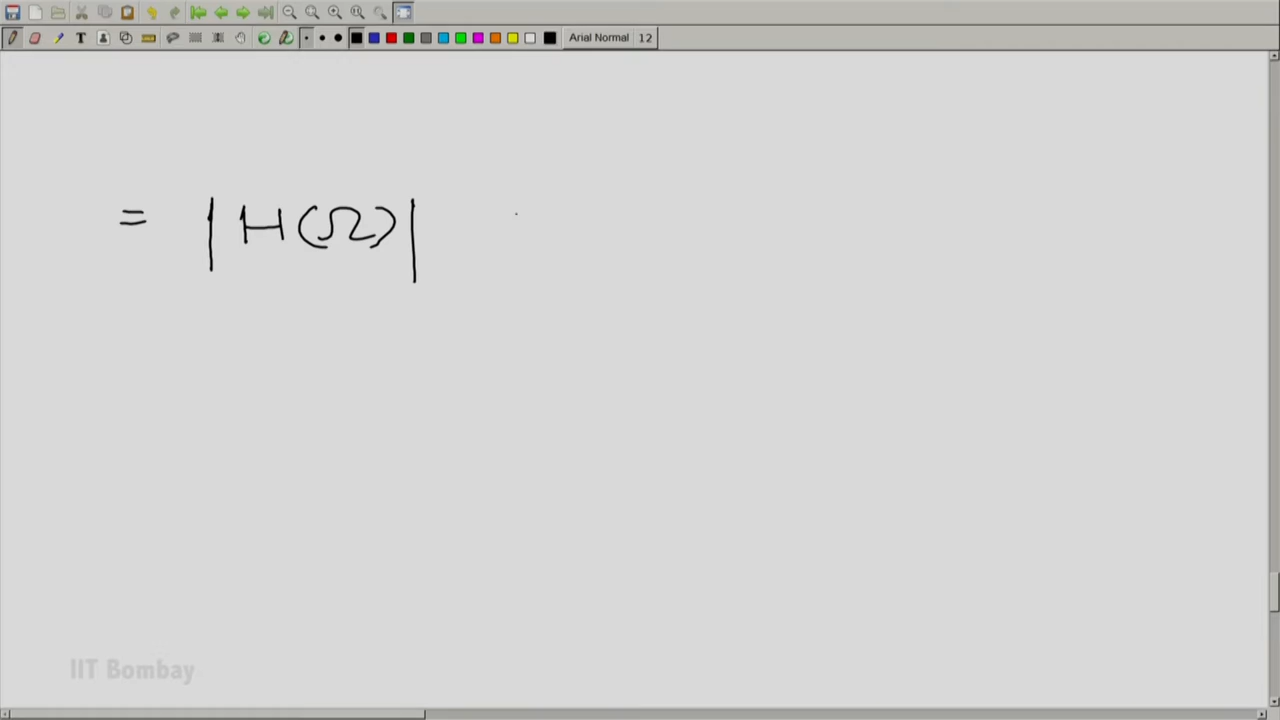 Arial Normal 12
= |H(Ω)|
IIT Bombay